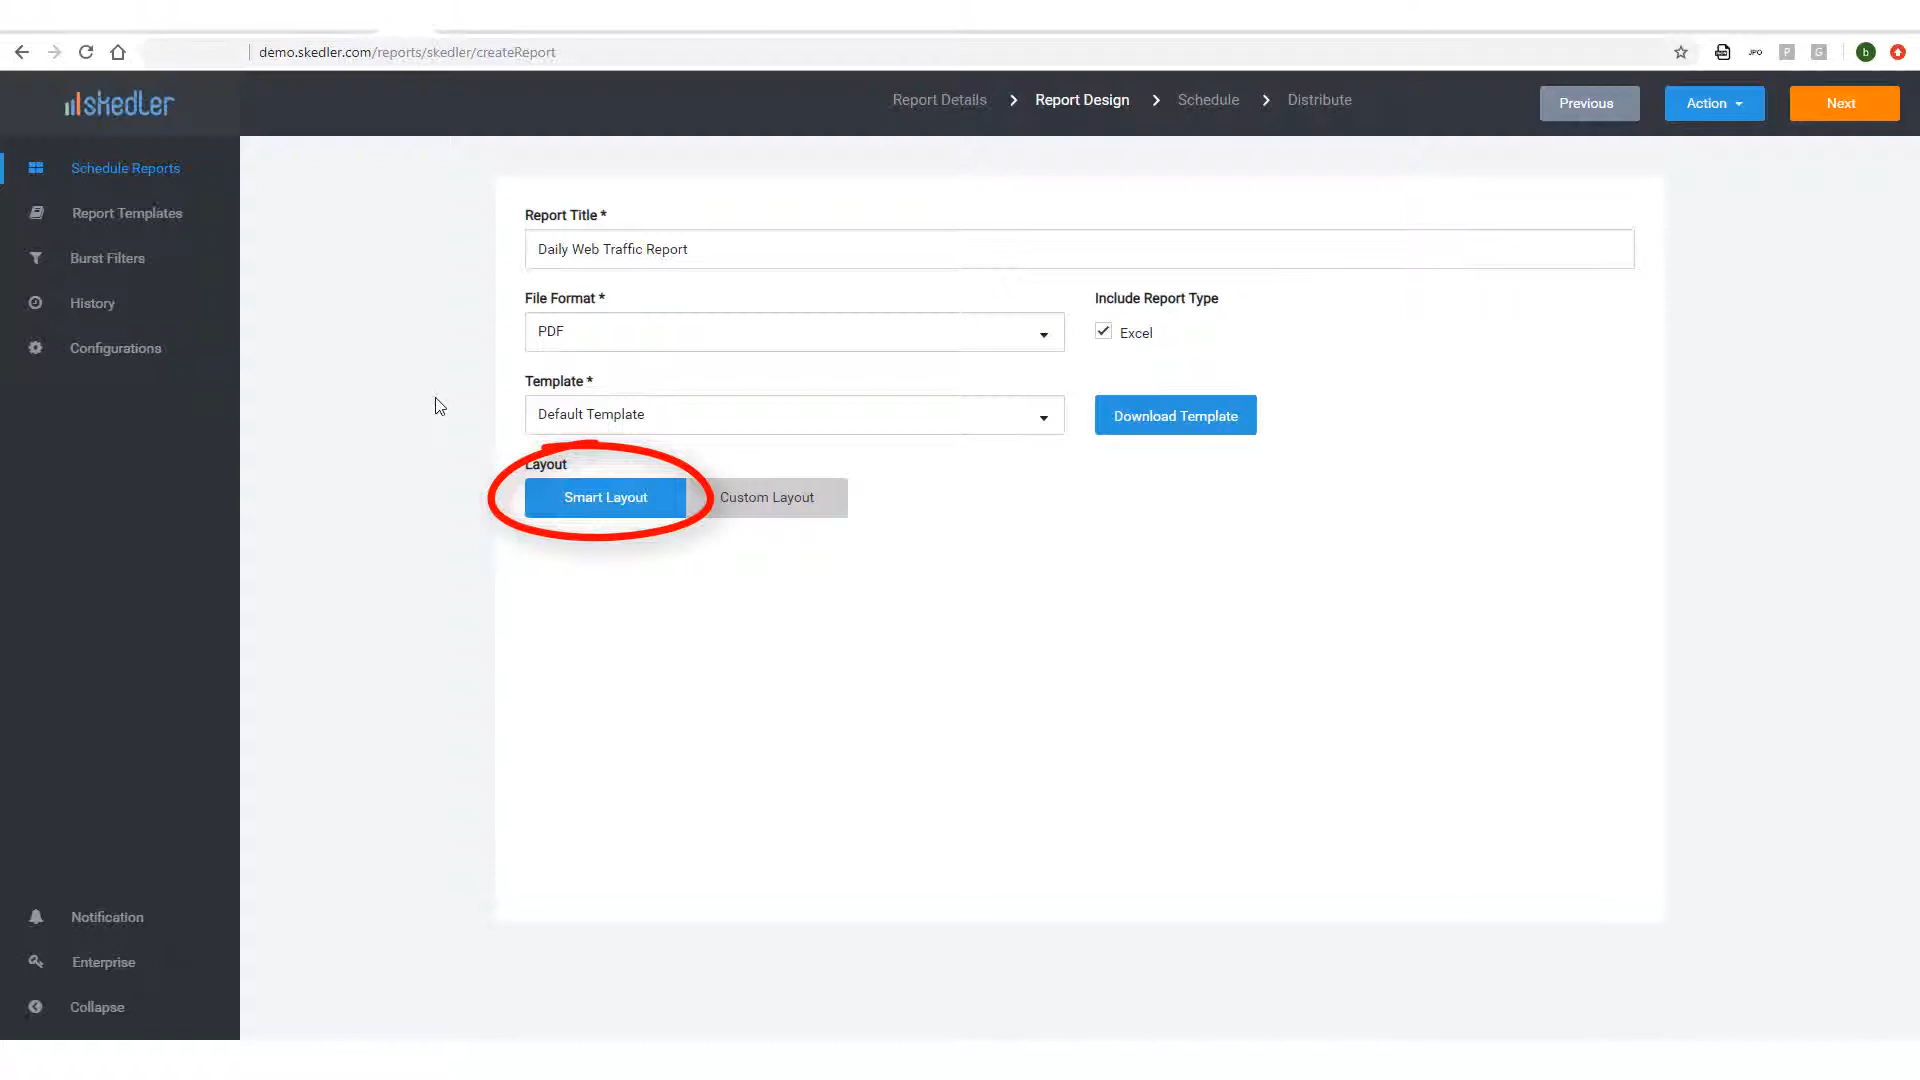 demo.skedler.com/reports/skedler/createReport
JPO
P
G
b
skedler
Report Details
Report Design
Schedule
Distribute
Previous
Action
Next
Schedule Reports
Report Templates
Burst Filters
History
Configurations
Report Title *
Daily Web Traffic Report
File Format *
Include Report Type
PDF
Excel
Template *
Default Template
Download Template
Layout
Smart Layout
Custom Layout
Notification
Enterprise
Collapse